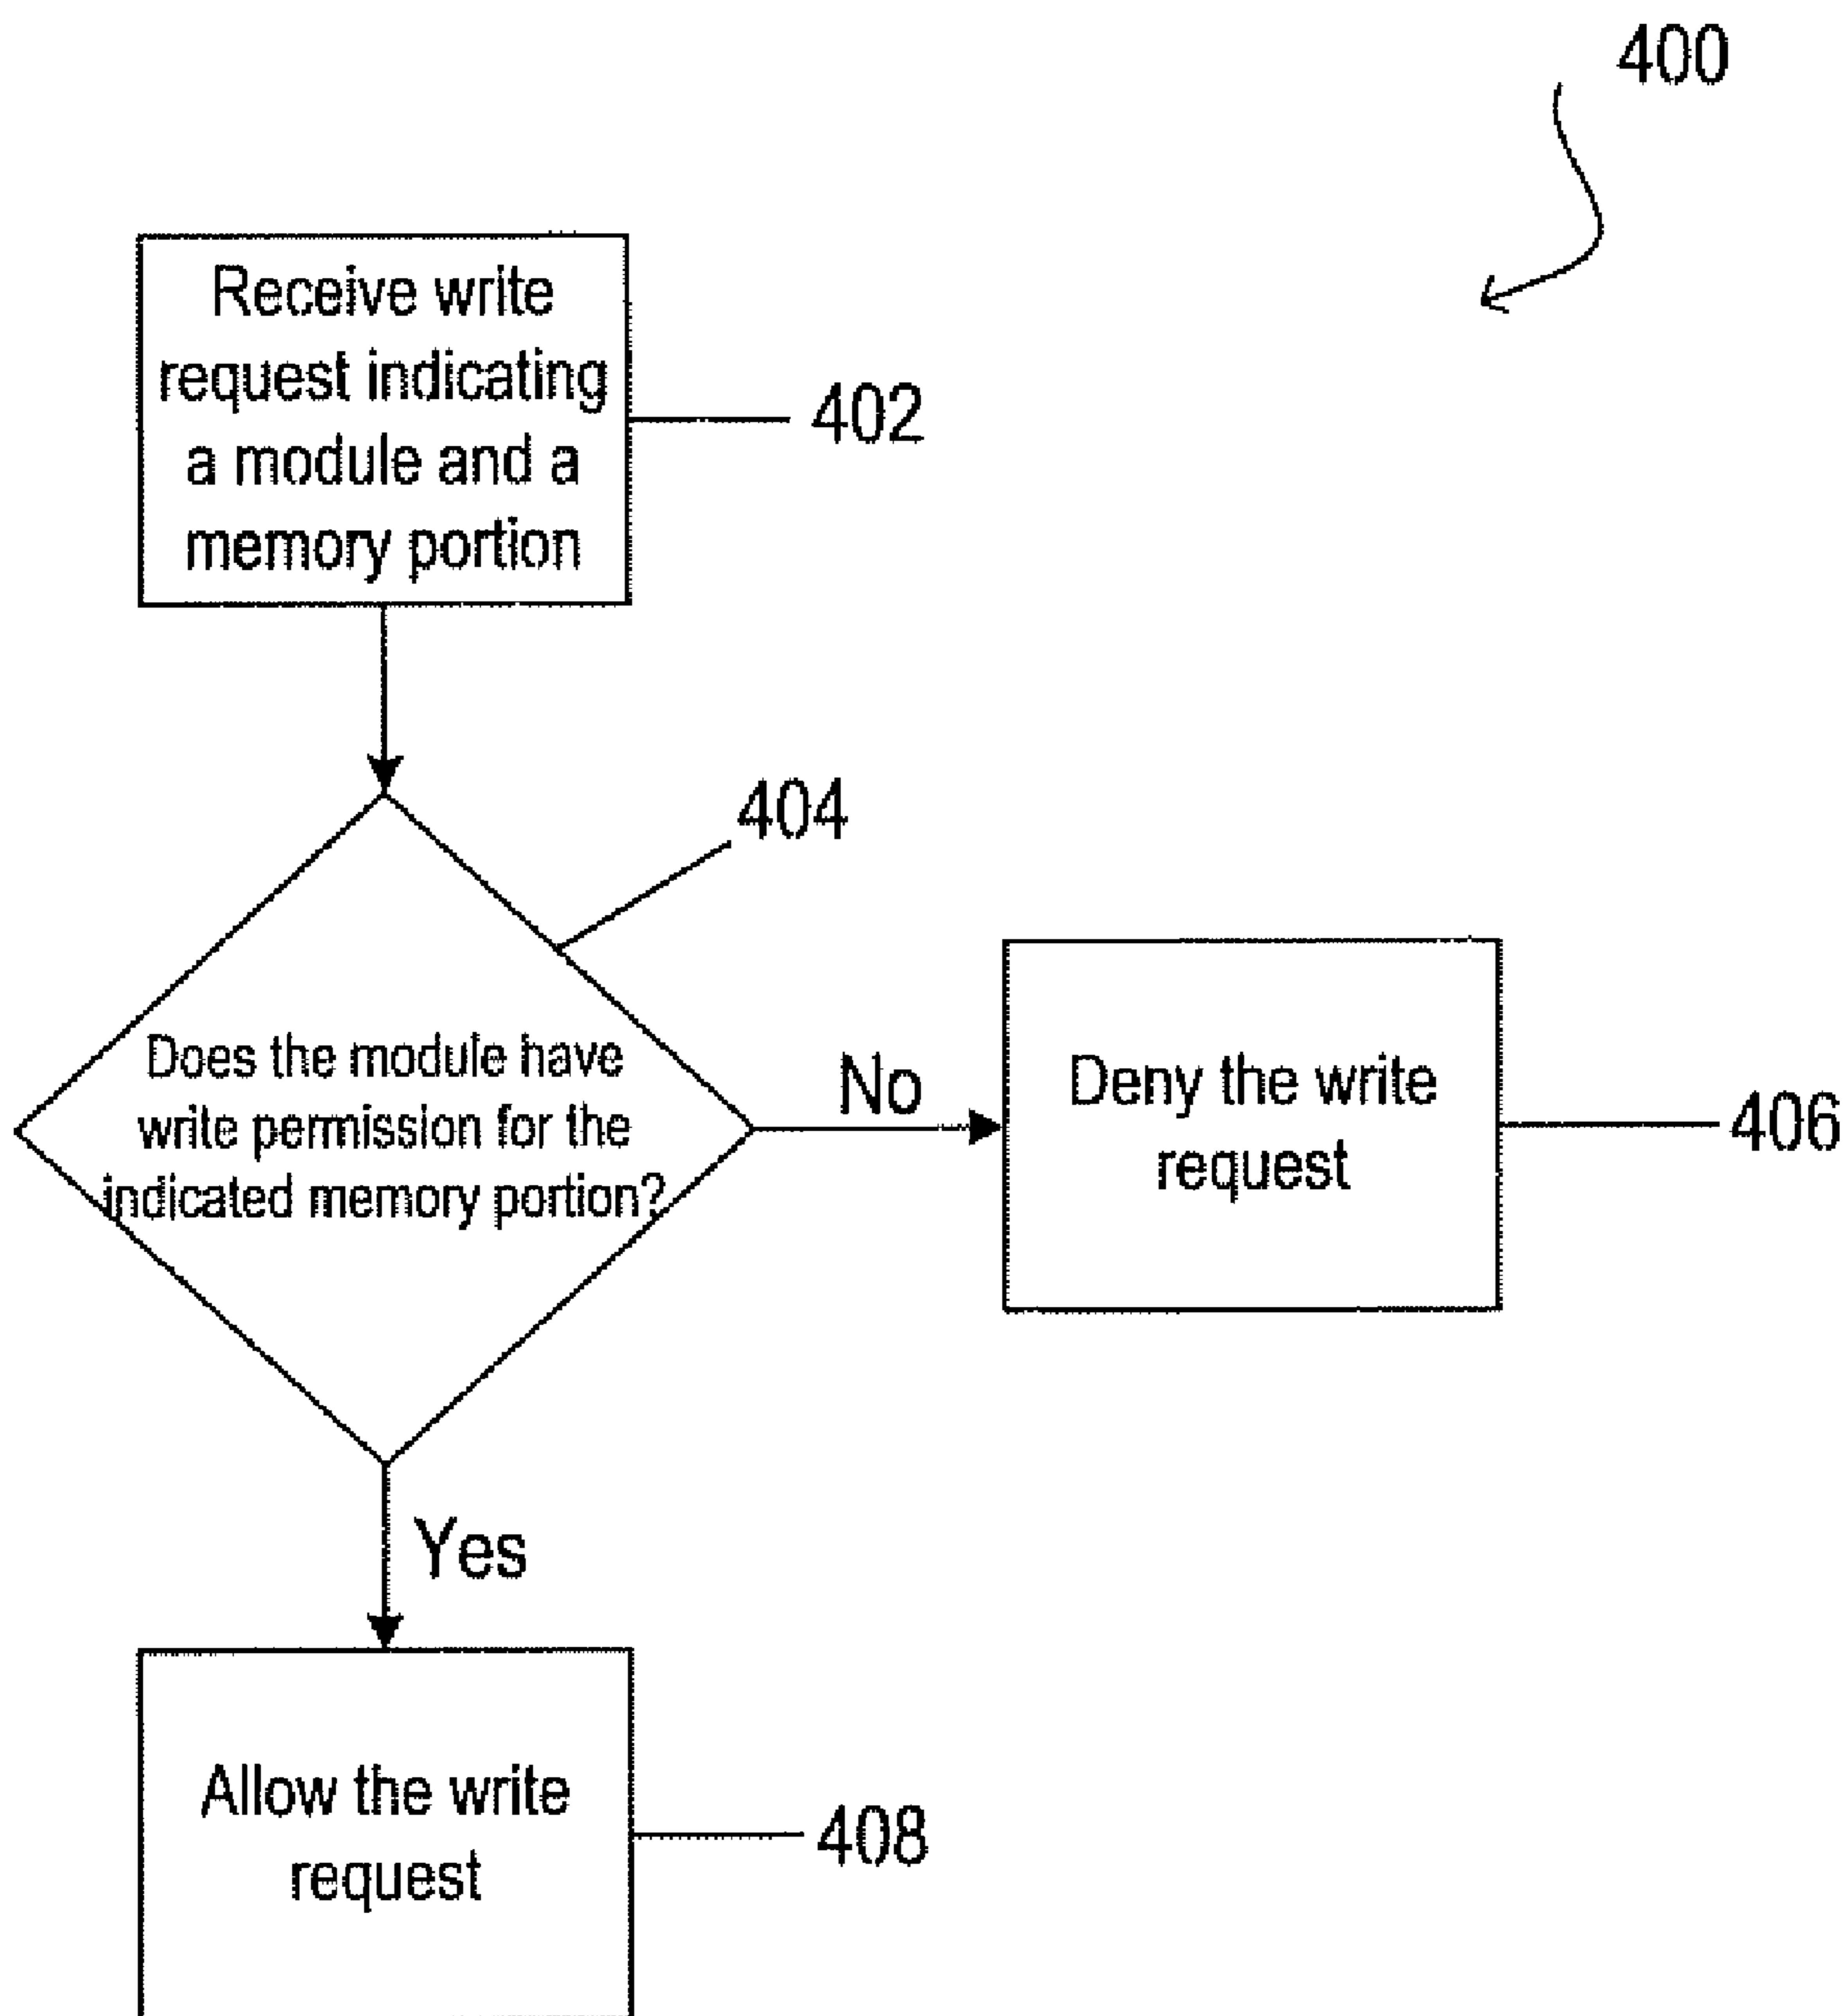 400
Receive write
request indicating
a module and a
memory portion
402
404
Does the module have
write permission for the
indicated memory portion?
No
Deny the write
request
406
Yes
Allow the write
request
408